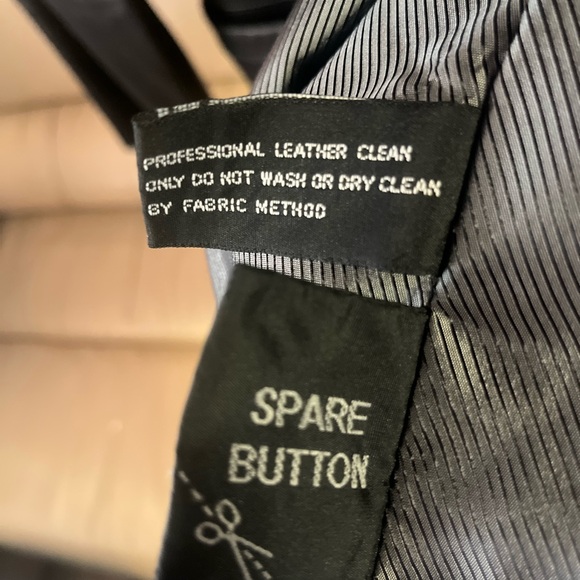 PROFESSIONAL LEATHER CLEAN
ONLY DO NOT WASH OR DRY CLEAN
BY FABRIC METHOD
SPARE
BUTTON